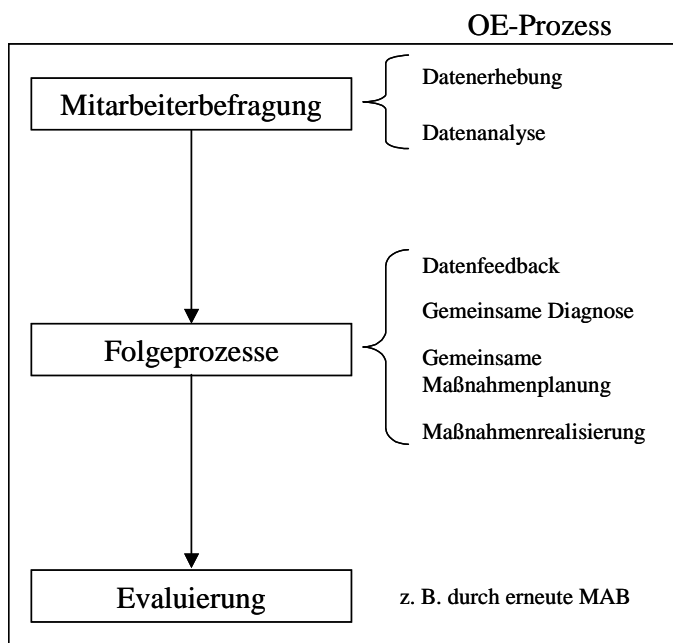 OE-Prozess
Mitarbeiterbefragung
Datenerhebung
Datenanalyse
Folgeprozesse
Datenfeedback
Gemeinsame Diagnose
Gemeinsame
Maßnahmenplanung
Maßnahmenrealisierung
Evaluierung
z. B. durch erneute MAB